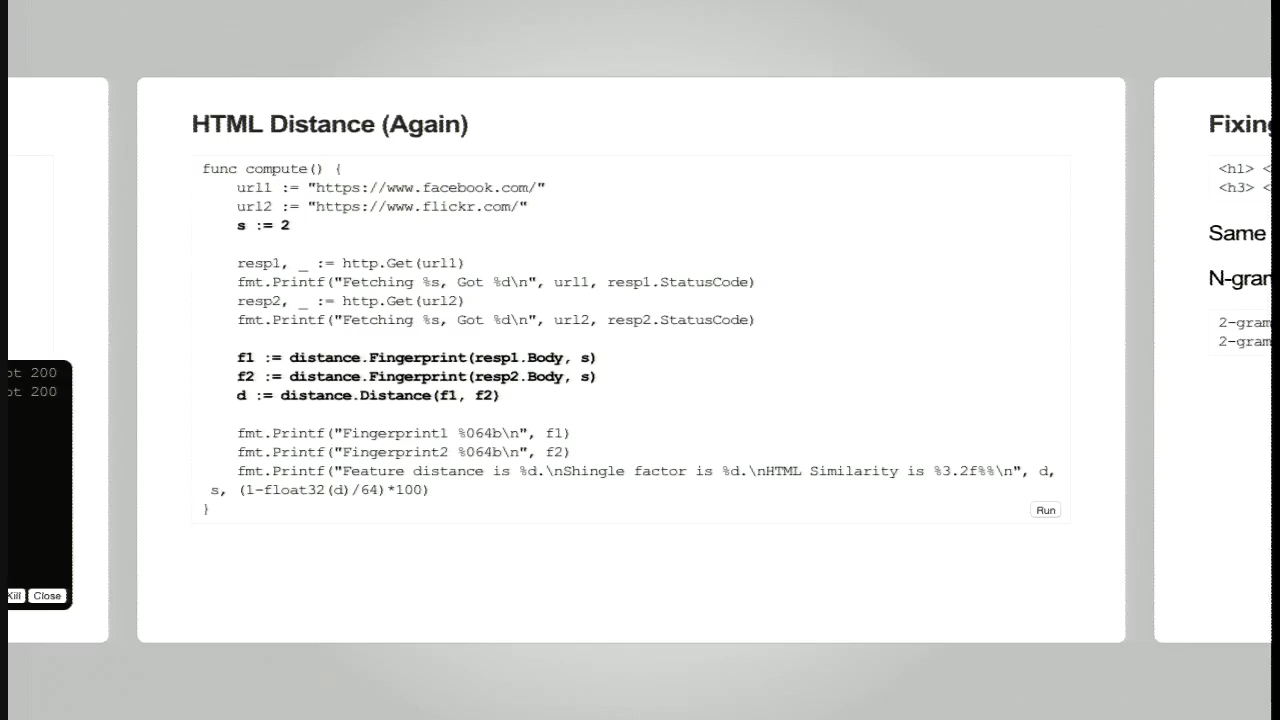 HTML Distance (Again)
func compute() {
url1 := "https://www.facebook.com/"
url2 := "https://www.flickr.com/"
s := 2
resp1, _ := http.Get(url1)
fmt.Printf("Fetching %s, Got %d\n", url1, resp1.StatusCode)
resp2, _ := http.Get(url2)
fmt.Printf("Fetching %s, Got %d\n", url2, resp2.StatusCode)
f1 := distance.Fingerprint(resp1.Body, s)
f2 := distance.Fingerprint(resp2.Body, s)
d := distance.Distance(f1, f2)
fmt.Printf("Fingerprint1 %064b\n", f1)
fmt.Printf("Fingerprint2 %064b\n", f2)
fmt.Printf("Feature distance is %d.\nShingle factor is %d.\nHTML Similarity is %3.2f%%\n", d,
s, (1-float32(d)/64)*100)
}
Run
ot 200
ot 200
Kill Close
Fixing
<h1> <
<h3> <
Same
N-gram
2-gram
2-gram